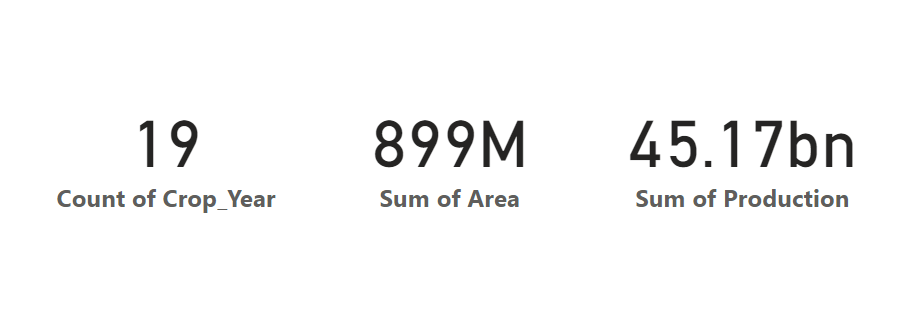 19 899M 45.17bn
Count of Crop_Year Sum of Area Sum of Production